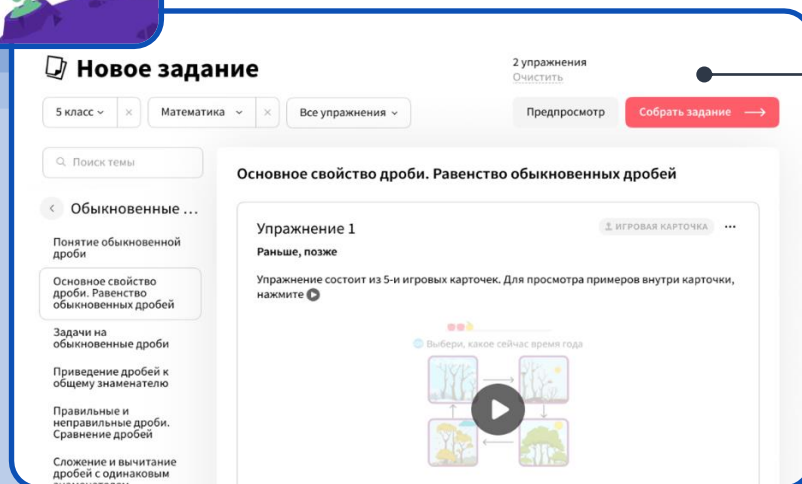 Новое задание
2 упражнения
Очистить
5 класс
Математика
Все упражнения
Предпросмотр
Собрать задание
Поиск темы
Обыкновенные ...
Понятие обыкновенной
дроби
Основное свойство
дроби. Равенство
обыкновенных дробей
Задачи на
обыкновенные дроби
Приведение дробей к
общему знаменателю
Правильные и
неправильные дроби.
Сравнение дробей
Сложение и вычитание
дробей с одинаковым
Основное свойство дроби. Равенство обыкновенных дробей
Упражнение 1
ИГРОВАЯ КАРТОЧКА
Раньше, позже
Упражнение состоит из 5-и игровых карточек. Для просмотра примеров внутри карточки,
нажмите
Выбери, какое сейчас время года